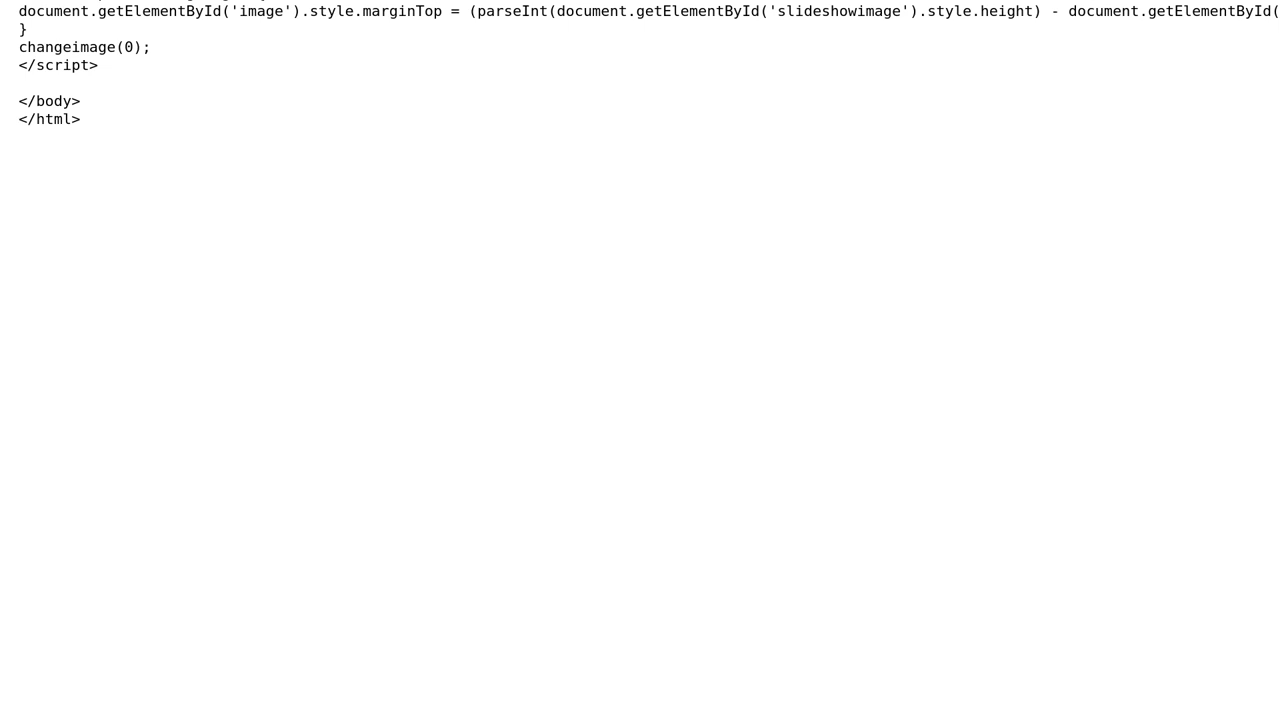 document.getElementById('image').style.marginTop = (parseInt(document.getElementById('slideshowimage').style.height) - document.getElementById(
}
changeimage(0);
</script>
</body>
</html>